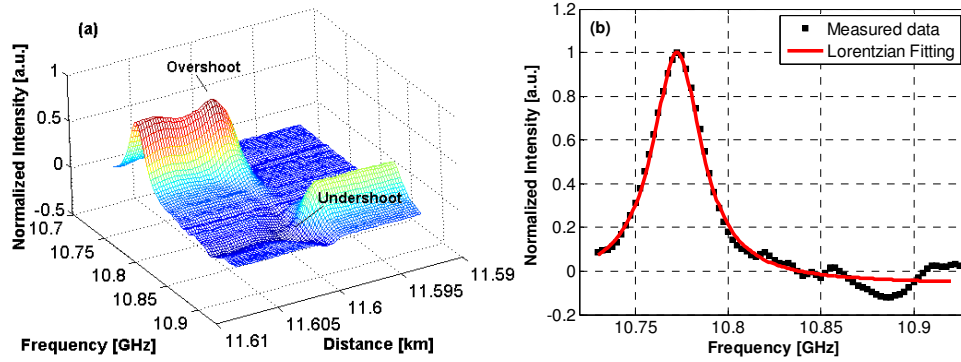 (a)
Overshoot
Undershoot
Normalized Intensity [a.u.]
1
0.5
0
-0.5
10.7
10.75
10.8
10.85
10.9
Frequency [GHz]
11.61
11.605
11.6
11.595
11.59
Distance [km]
(b)
Measured data
Lorentzian Fitting
Normalized Intensity [a.u.]
1.2
1
0.8
0.6
0.4
0.2
0
-0.2
10.75
10.8
10.85
10.9
Frequency [GHz]